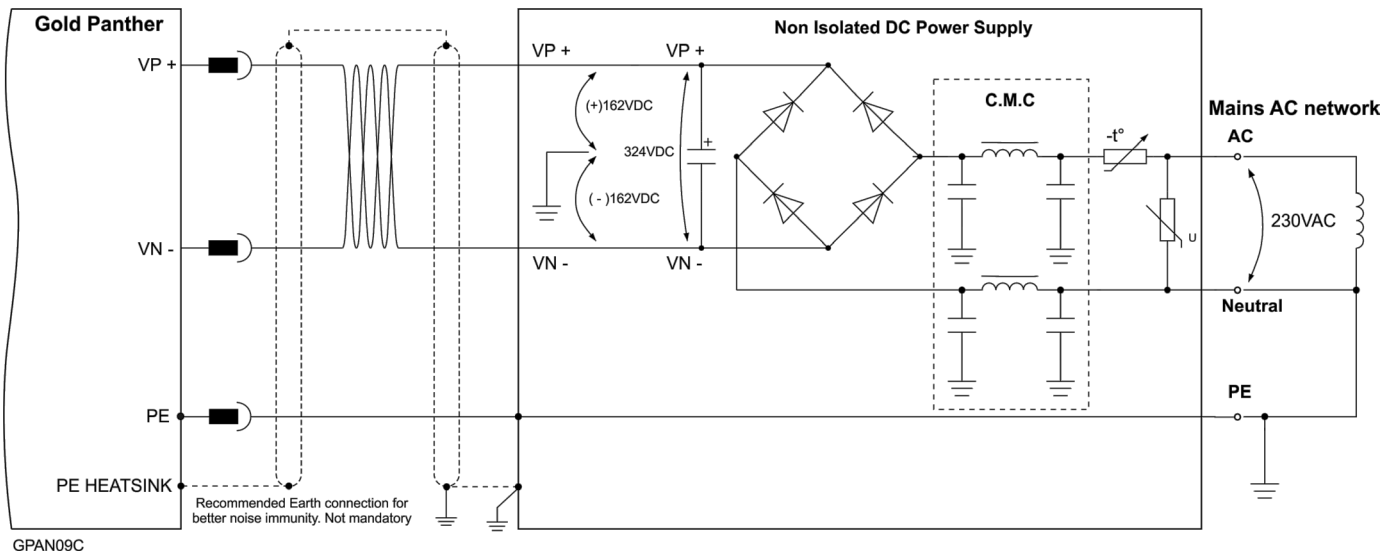 Gold Panther
Non Isolated DC Power Supply
VP +
VP +
VP +
(+)162VDC
C.M.C
Mains AC network
-t°
AC
324VDC
+
(-)162VDC
230VAC
U
VN -
VN -
VN -
Neutral
PE
PE
PE HEATSINK
Recommended Earth connection for
better noise immunity. Not mandatory
GPAN09C